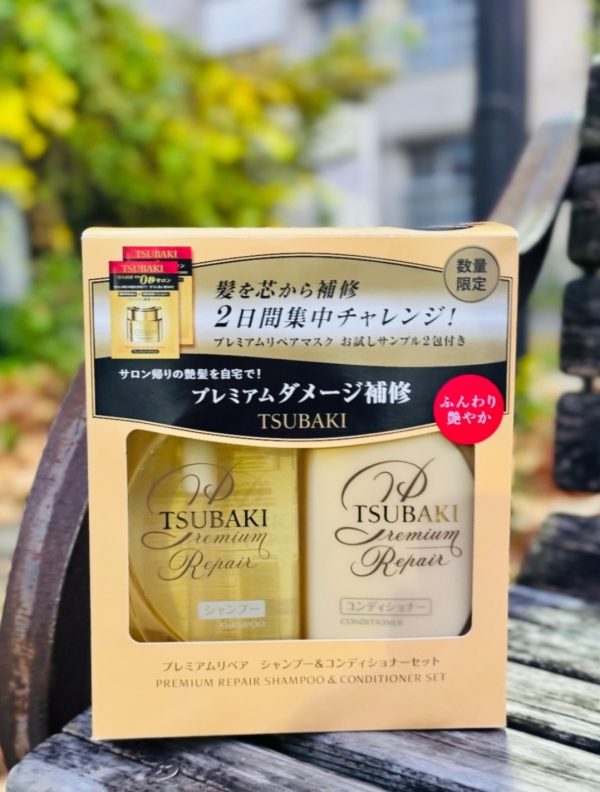 TSUBAKI
TSUBAKI
0秒サロン
数量
限定
髪を芯から補修
2日間集中チャレンジ!
プレミアムリペアマスク お試しサンプル2包付き
サロン帰りの艶髪を自宅で!
プレミアムダメージ補修
TSUBAKI
ふんわり
艶やか
TSUBAKI
Premium
Repair
シャンプー
SHAMPOO
TSUBAKI
Premium
Repair
コンディショナー
CONDITIONER
プレミアムリペア シャンプー&コンディショナーセット
PREMIUM REPAIR SHAMPOO & CONDITIONER SET